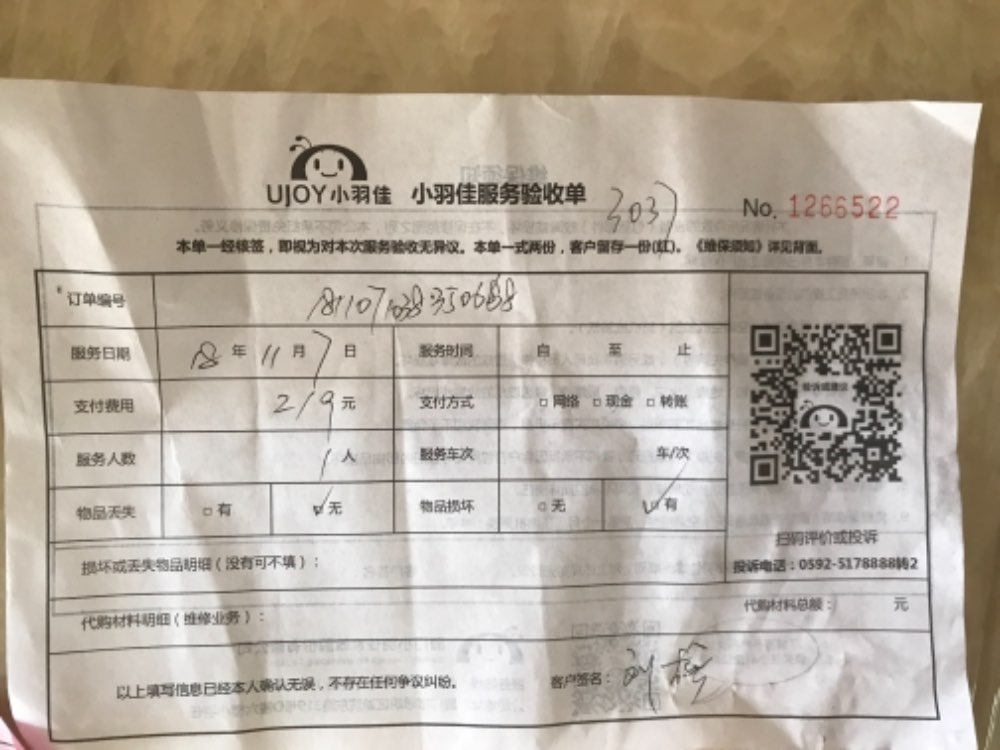 UJOY小羽佳 小羽佳服务验收单 3037
No. 1266522
本单一经核签，即视为对本次服务验收无异议。本单一式两份，客户留存一份(红)。《维保须知》详见背面。
*订单编号
服务日期 18 年 11 月 7 日 服务时间 自 至 止
支付费用 219 元 支付方式 □网络 □现金 □转账
服务人数 1 人 服务车次 车/次
物品丢失 □有 ☑无 物品损坏 □无 ☑有
扫码评价或投诉
损坏或丢失物品明细（没有可不填）：
投诉电话：0592-5178888转2
代购材料明细（维修业务）： 代购材料总额： 元
以上填写信息已经本人确认无误，不存在任何争议纠纷。 客户签名：刘